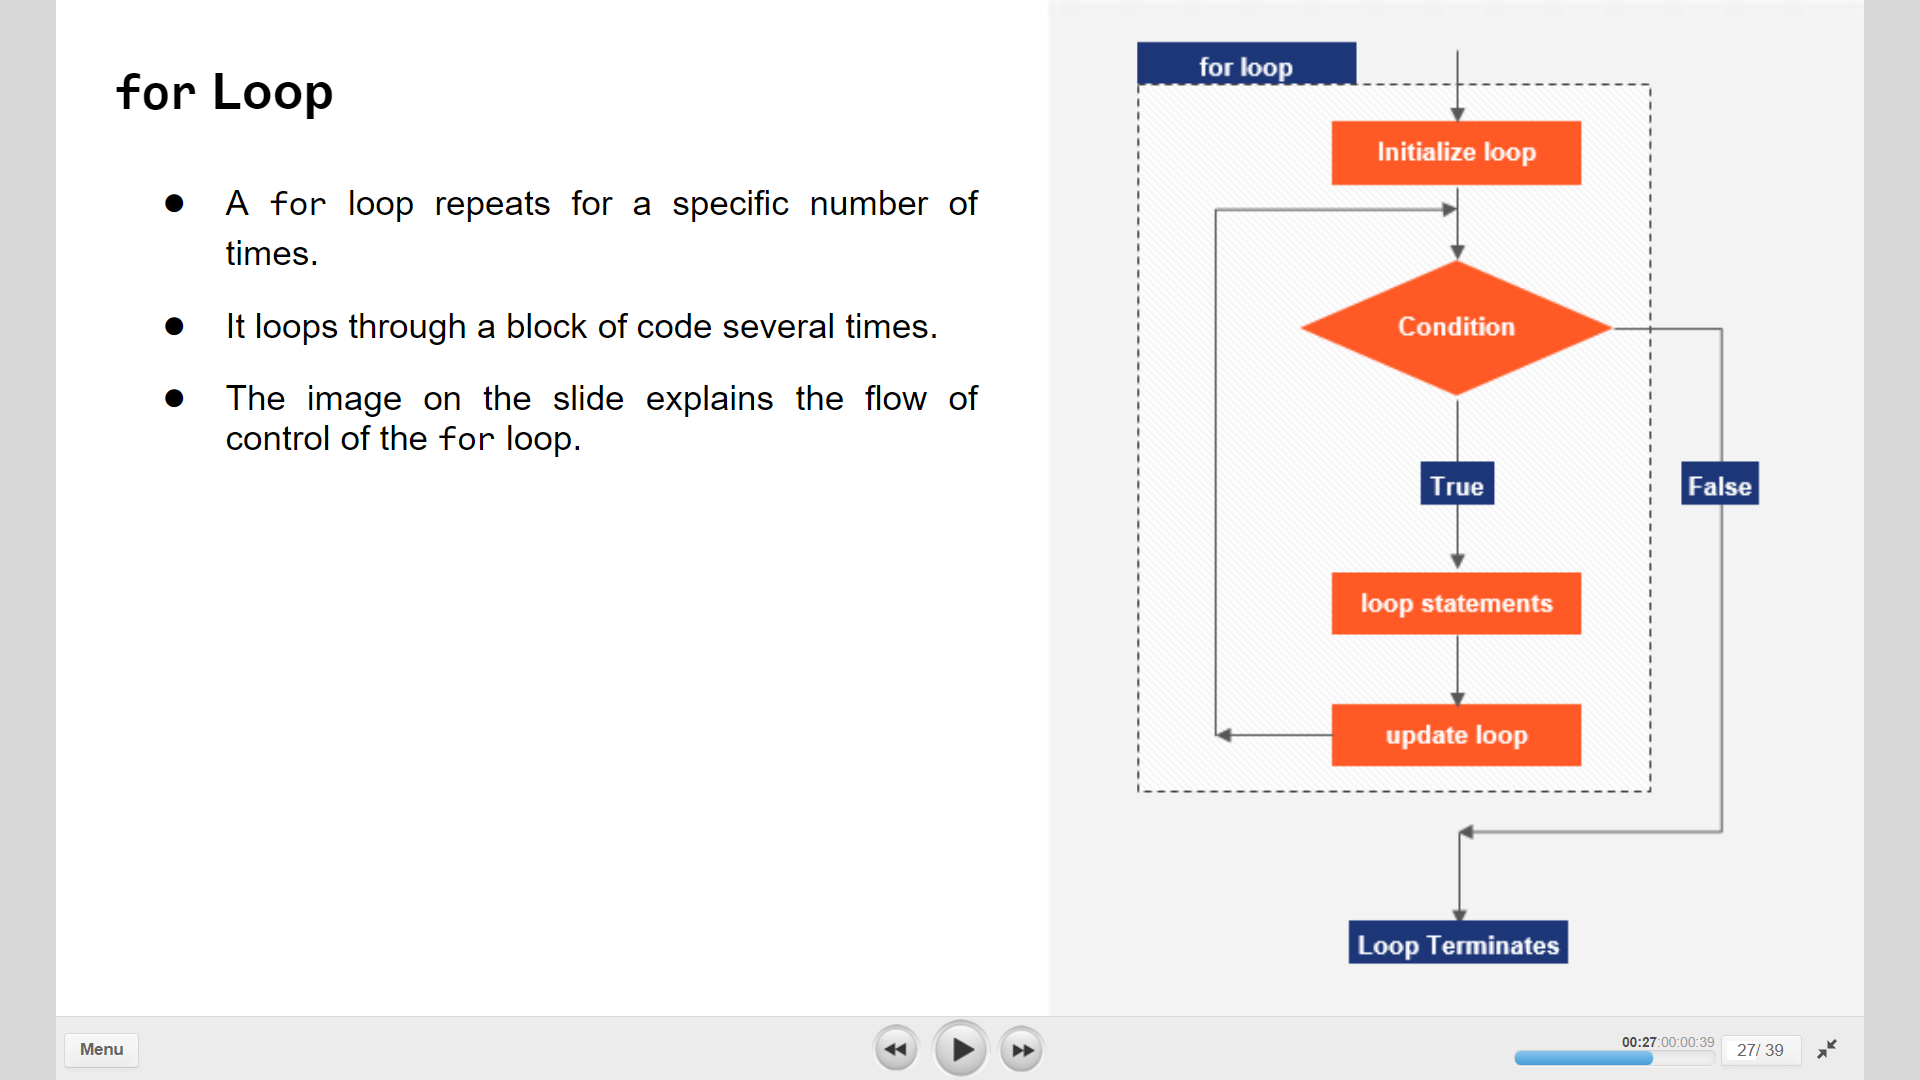 for Loop
● A for loop repeats for a specific number of
times.
● It loops through a block of code several times.
● The image on the slide explains the flow of
control of the for loop.
for loop
Initialize loop
Condition
True
False
loop statements
update loop
Loop Terminates
Menu
00:27:00:00:39
27/ 39